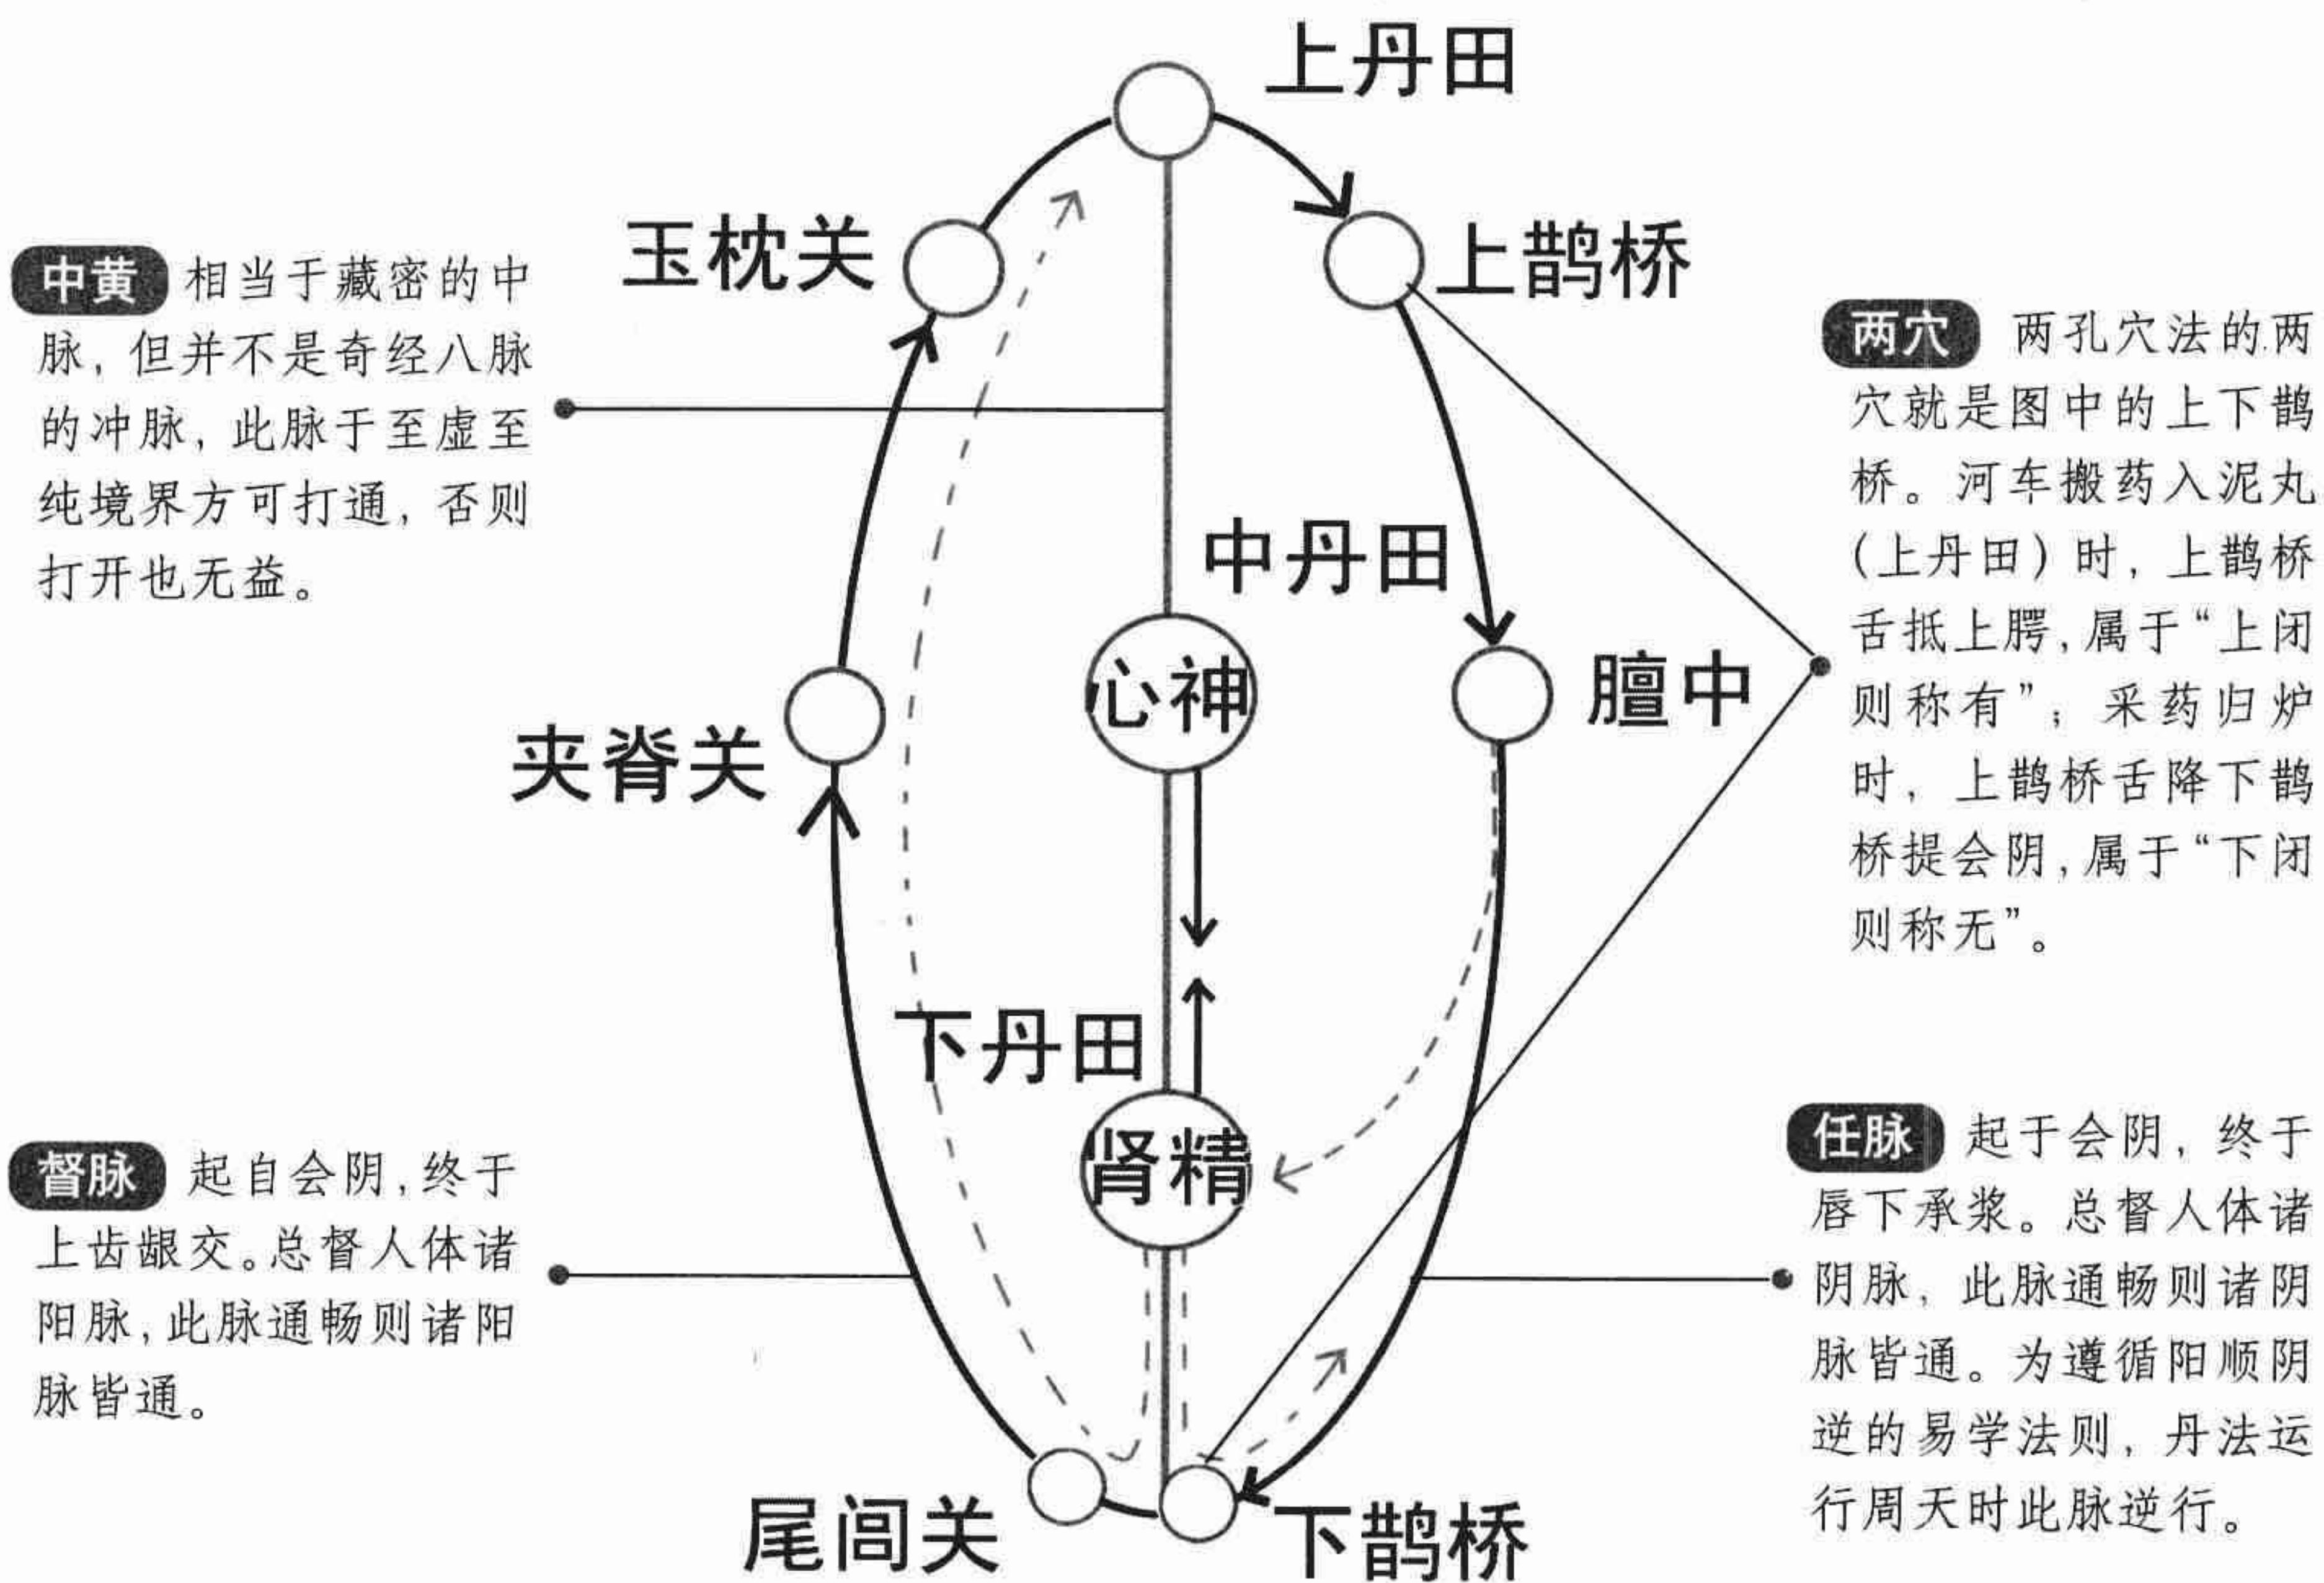 上丹田
玉枕关
上鹊桥
中黄 相当于藏密的中
脉，但并不是奇经八脉
的冲脉，此脉于至虚至
纯境界方可打通，否则
打开也无益。
两穴 两孔穴法的两
穴就是图中的上下鹊
桥。河车搬药入泥丸
（上丹田）时，上鹊桥
舌抵上腭，属于“上闭
则称有”；采药归炉
时，上鹊桥舌降下鹊
桥提会阴，属于“下闭
则称无”。
中丹田
心神
膻中
夹脊关
下丹田
肾精
督脉 起自会阴，终于
上齿龈交。总督人体诸
阳脉，此脉通畅则诸阳
脉皆通。
任脉 起于会阴，终于
唇下承浆。总督人体诸
阴脉，此脉通畅则诸阴
脉皆通。为遵循阳顺阴
逆的易学法则，丹法运
行周天时此脉逆行。
尾闾关
下鹊桥